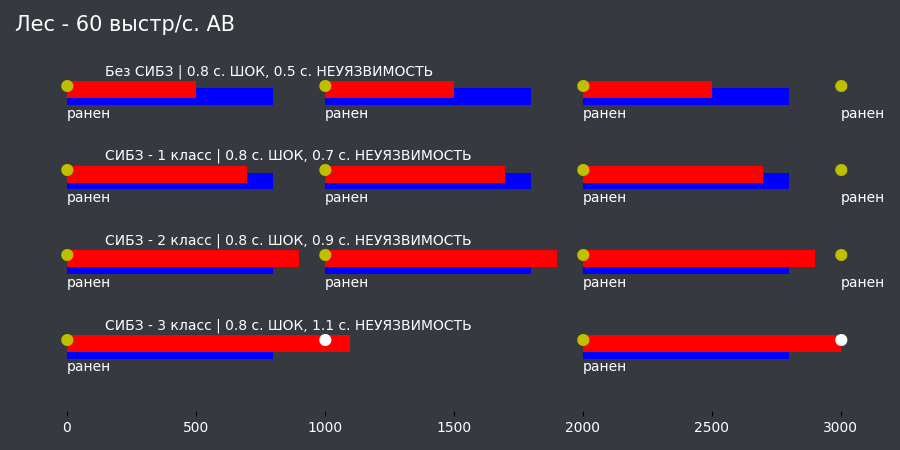 Лес - 60 выстр/с. АВ
Без СИБЗ | 0.8 с. ШОК, 0.5 с. НЕУЯЗВИМОСТЬ
ранен ранен ранен ранен
СИБЗ - 1 класс | 0.8 с. ШОК, 0.7 с. НЕУЯЗВИМОСТЬ
ранен ранен ранен ранен
СИБЗ - 2 класс | 0.8 с. ШОК, 0.9 с. НЕУЯЗВИМОСТЬ
ранен ранен ранен ранен
СИБЗ - 3 класс | 0.8 с. ШОК, 1.1 с. НЕУЯЗВИМОСТЬ
ранен ранен
0 500 1000 1500 2000 2500 3000